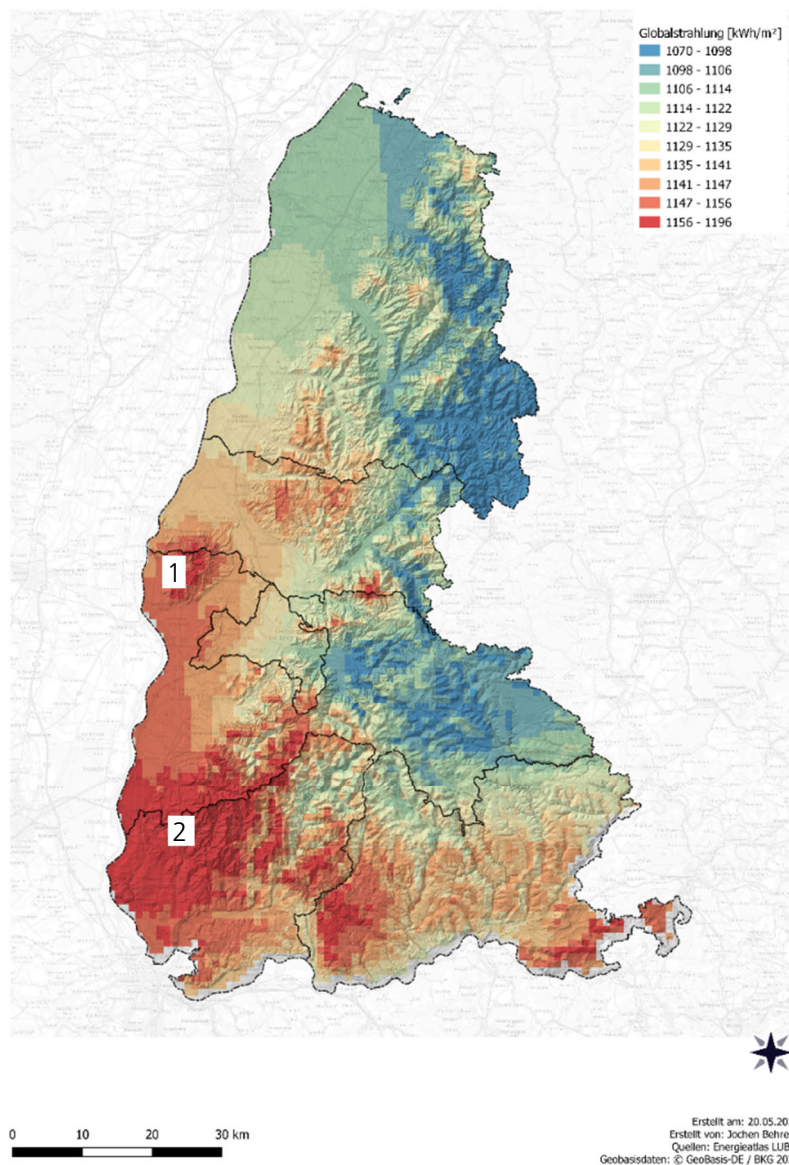 Globalstrahlung [kWh/m²]
1070 - 1098
1098 - 1106
1106 - 1114
1114 - 1122
1122 - 1129
1129 - 1135
1135 - 1141
1141 - 1147
1147 - 1156
1156 - 1196
1
2
0 10 20 30 km
Erstellt am: 20.05.20
Erstellt von: Jochen Behre
Quellen: Energieatlas LUB
Geobasisdaten: © GeoBasis-DE / BKG 20